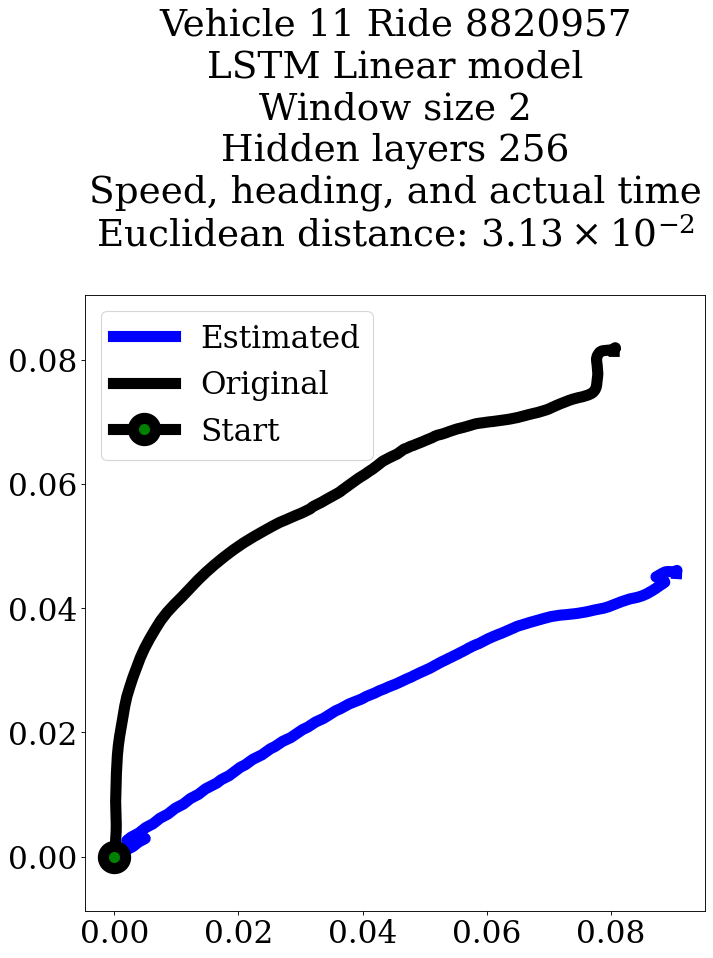 Vehicle 11 Ride 8820957
LSTM Linear model
Window size 2
Hidden layers 256
Speed, heading, and actual time
Euclidean distance: 3.13 × 10⁻²
Estimated
Original
Start
0.08
0.06
0.04
0.02
0.00
0.00 0.02 0.04 0.06 0.08